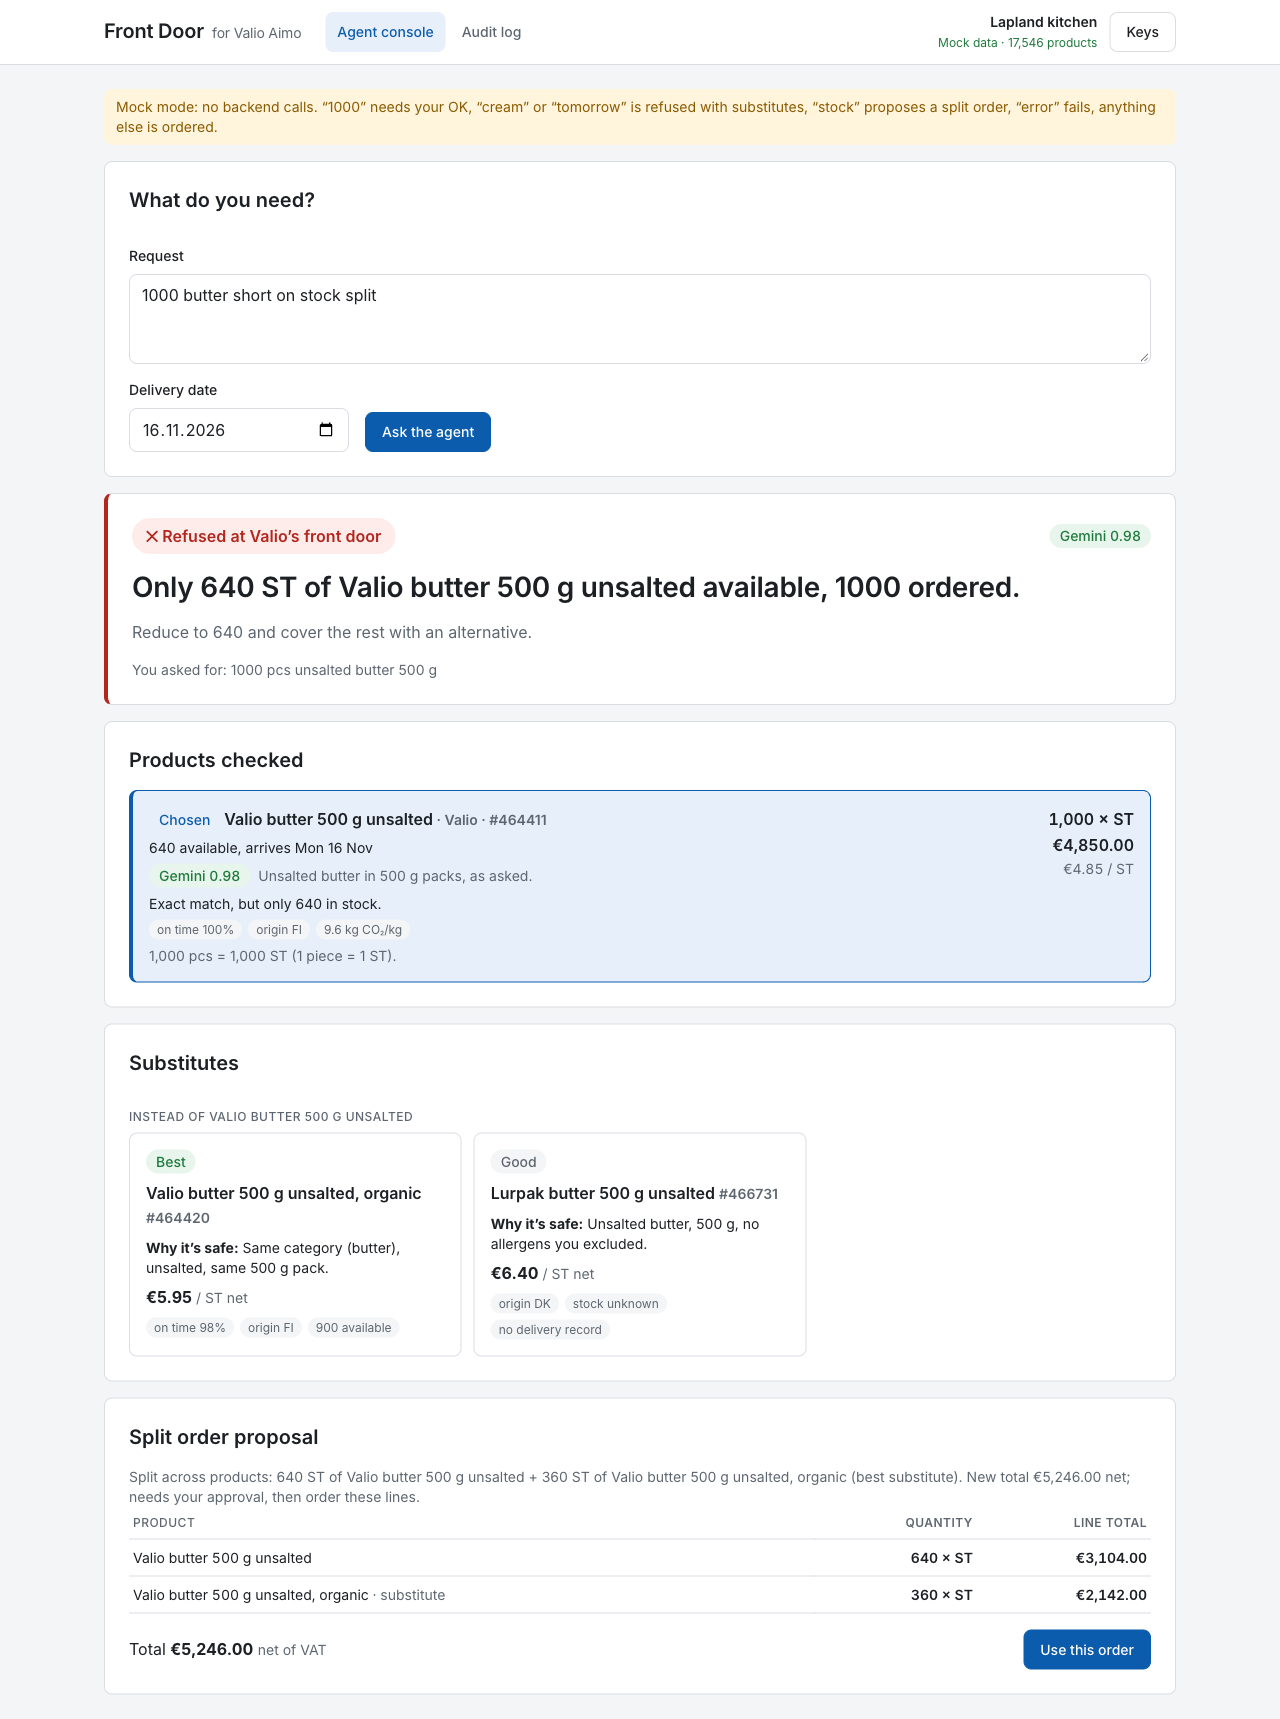 Front Door for Valio Aimo
Agent console
Audit log
Lapland kitchen
Mock data · 17,546 products
Keys
Mock mode: no backend calls. “1000” needs your OK, “cream” or “tomorrow” is refused with substitutes, “stock” proposes a split order, “error” fails, anything
else is ordered.
What do you need?
Request
1000 butter short on stock split
Delivery date
16.11.2026
Ask the agent
Refused at Valio’s front door
Gemini 0.98
Only 640 ST of Valio butter 500 g unsalted available, 1000 ordered.
Reduce to 640 and cover the rest with an alternative.
You asked for: 1000 pcs unsalted butter 500 g
Products checked
Chosen Valio butter 500 g unsalted · Valio · #464411
1,000 × ST
640 available, arrives Mon 16 Nov
€4,850.00
Gemini 0.98 Unsalted butter in 500 g packs, as asked.
€4.85 / ST
Exact match, but only 640 in stock.
on time 100% origin FI 9.6 kg CO₂/kg
1,000 pcs = 1,000 ST (1 piece = 1 ST).
Substitutes
INSTEAD OF VALIO BUTTER 500 G UNSALTED
Best
Valio butter 500 g unsalted, organic
#464420
Why it’s safe: Same category (butter),
unsalted, same 500 g pack.
€5.95 / ST net
on time 98% origin FI 900 available
Good
Lurpak butter 500 g unsalted #466731
Why it’s safe: Unsalted butter, 500 g, no
allergens you excluded.
€6.40 / ST net
origin DK stock unknown
no delivery record
Split order proposal
Split across products: 640 ST of Valio butter 500 g unsalted + 360 ST of Valio butter 500 g unsalted, organic (best substitute). New total €5,246.00 net;
needs your approval, then order these lines.
PRODUCT QUANTITY LINE TOTAL
Valio butter 500 g unsalted 640 × ST €3,104.00
Valio butter 500 g unsalted, organic · substitute 360 × ST €2,142.00
Total €5,246.00 net of VAT
Use this order